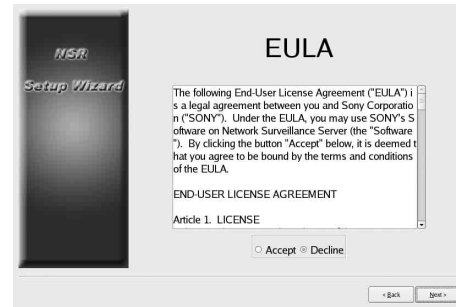 NSR
Setup Wizard
EULA
The following End-User License Agreement ("EULA") i
s a legal agreement between you and Sony Corporatio
n ("SONY"). Under the EULA, you may use SONY's S
oftware on Network Surveillance Server (the "Software
"). By clicking the button "Accept" below, it is deemed t
hat you agree to be bound by the terms and conditions
of the EULA.
END-USER LICENSE AGREEMENT
Article 1. LICENSE
Accept Decline
< Back Next >